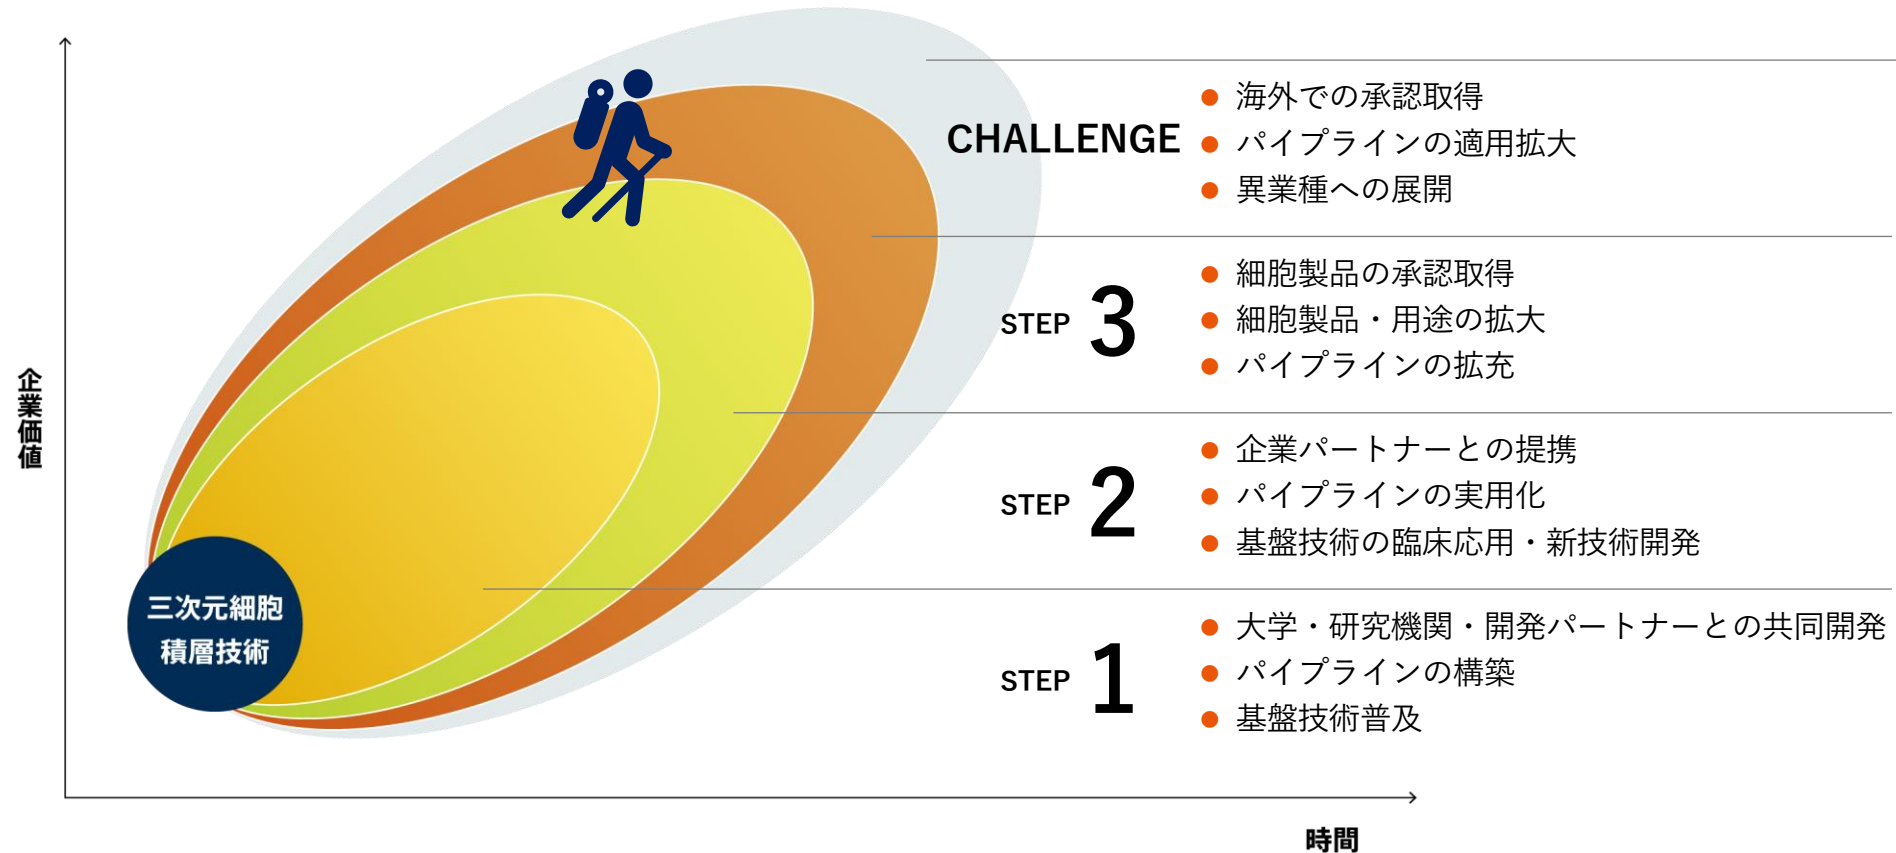 企業価値
三次元細胞
積層技術
CHALLENGE
● 海外での承認取得
● パイプラインの適用拡大
● 異業種への展開
STEP 3
● 細胞製品の承認取得
● 細胞製品・用途の拡大
● パイプラインの拡充
STEP 2
● 企業パートナーとの提携
● パイプラインの実用化
● 基盤技術の臨床応用・新技術開発
STEP 1
● 大学・研究機関・開発パートナーとの共同開発
● パイプラインの構築
● 基盤技術普及
時間